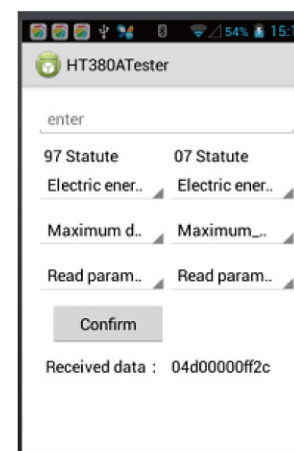 54% 15:1
HT380ATester
enter
97 Statute 07 Statute
Electric ener.. Electric ener..
Maximum d.. Maximum_..
Read param.. Read param..
Confirm
Received data : 04d00000ff2c